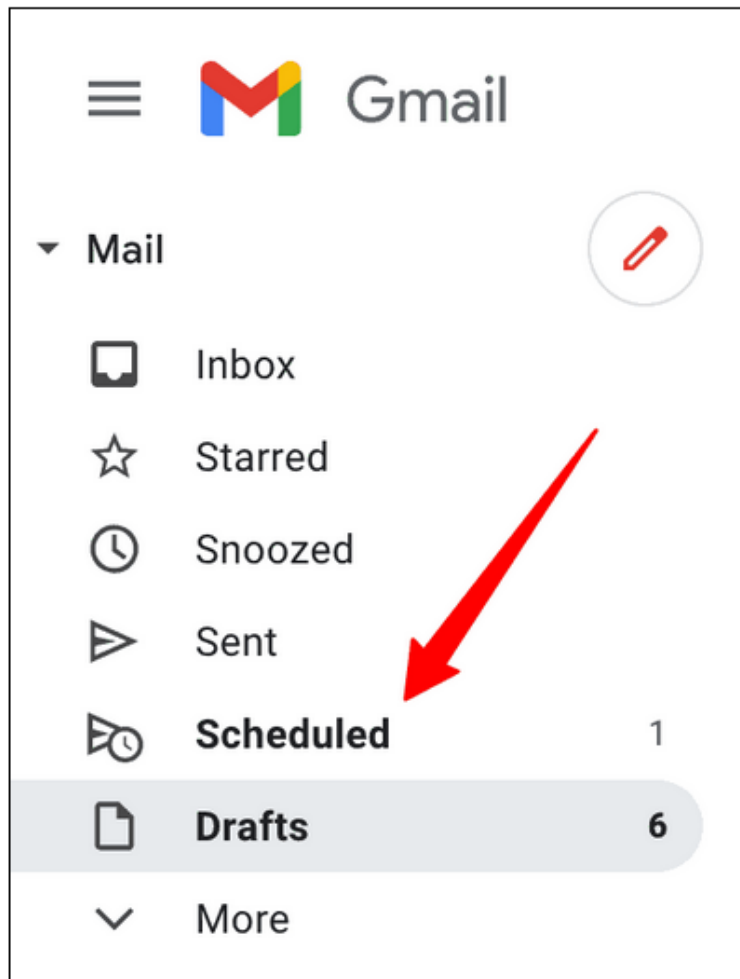 Gmail
Mail
Inbox
Starred
Snoozed
Sent
Scheduled 1
Drafts 6
More